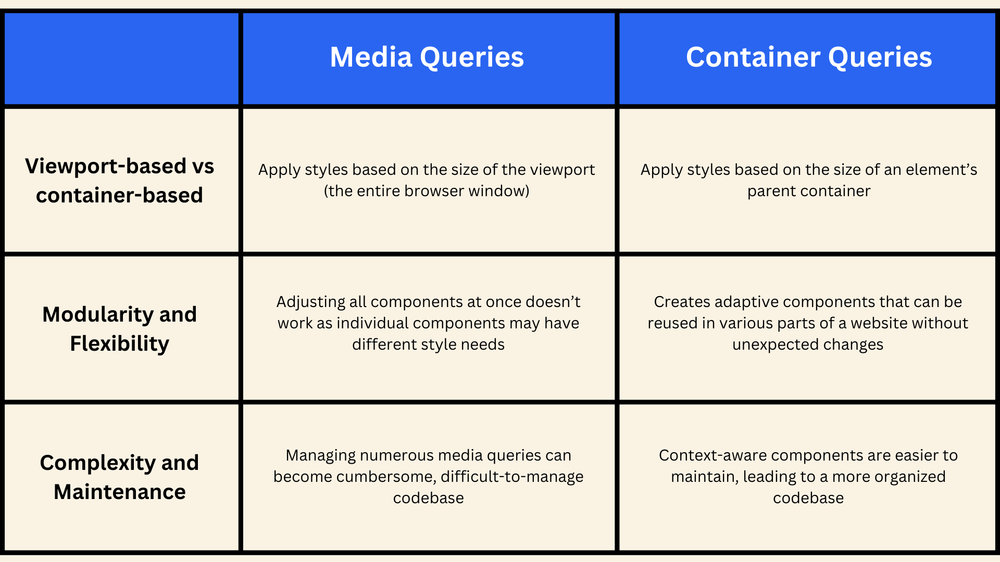 Media Queries
Container Queries
Viewport-based vs
container-based
Apply styles based on the size of the viewport
(the entire browser window)
Apply styles based on the size of an element’s
parent container
Modularity and
Flexibility
Adjusting all components at once doesn’t
work as individual components may have
different style needs
Creates adaptive components that can be
reused in various parts of a website without
unexpected changes
Complexity and
Maintenance
Managing numerous media queries can
become cumbersome, difficult-to-manage
codebase
Context-aware components are easier to
maintain, leading to a more organized
codebase